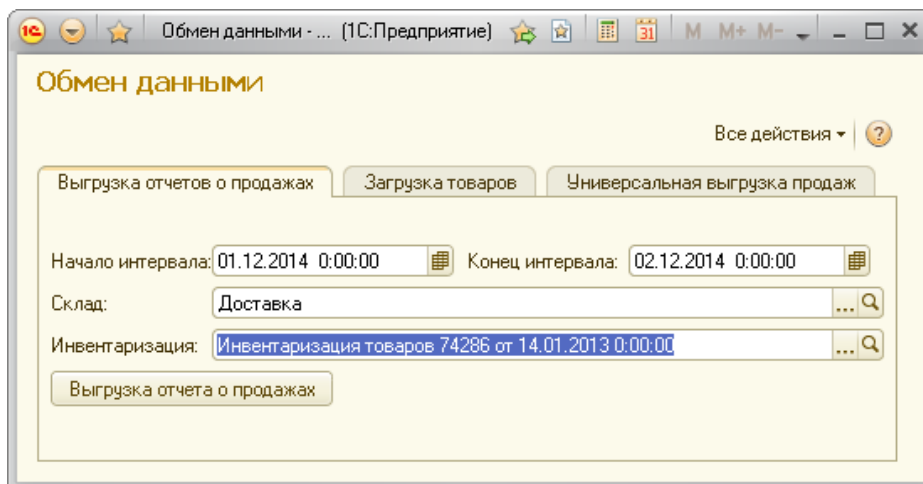 1С Обмен данными - ... (1С:Предприятие) 31 M M+ M-
Обмен данными
Все действия ?
Выгрузка отчетов о продажах Загрузка товаров Универсальная выгрузка продаж
Начало интервала: 01.12.2014 0:00:00 Конец интервала: 02.12.2014 0:00:00
Склад: Доставка ...
Инвентаризация: Инвентаризация товаров 74286 от 14.01.2013 0:00:00 ...
Выгрузка отчета о продажах